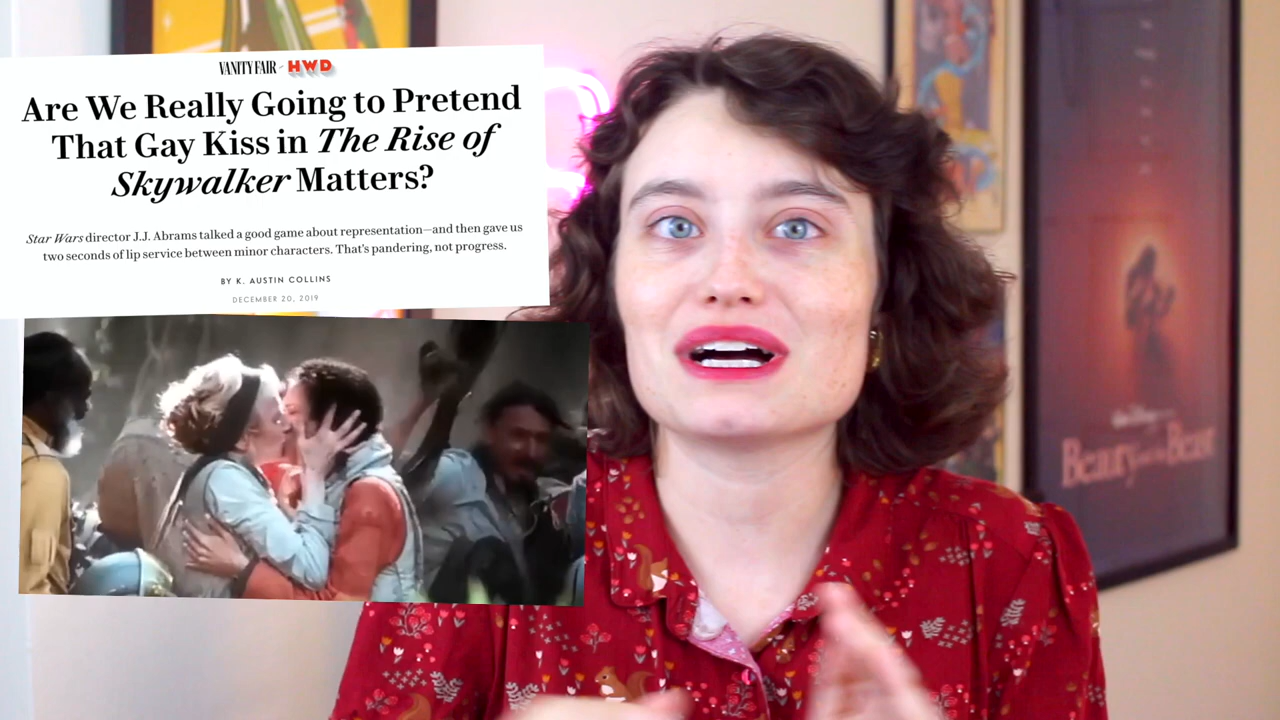 VANITY FAIR HWD
Are We Really Going to Pretend
That Gay Kiss in The Rise of
Skywalker Matters?
Star Wars director J.J. Abrams talked a good game about representation—and then gave us
two seconds of lip service between minor characters. That's pandering, not progress.
BY K. AUSTIN COLLINS
DECEMBER 20, 2019
Walt Disney
Beauty and the Beast